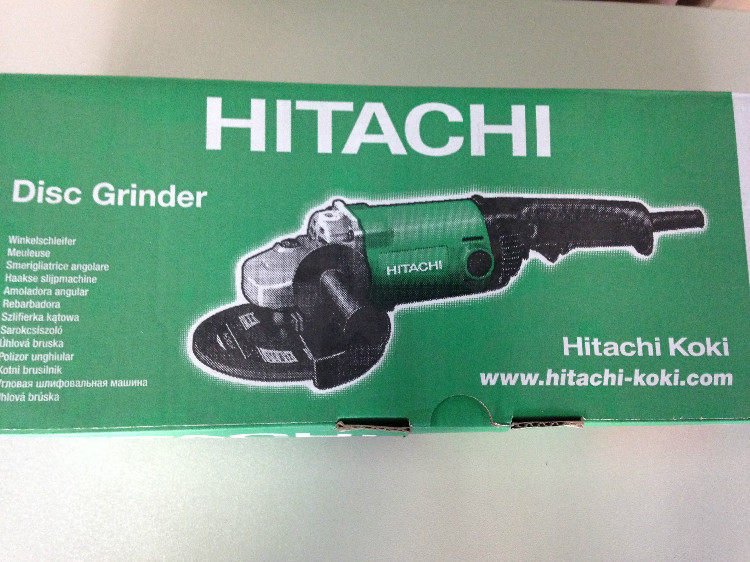 HITACHI
Disc Grinder
Winkelschleifer
Meuleuse
Smerigliatrice angolare
Haakse slijpmachine
Amoladora angular
Rebarbadora
Szlifierka kątowa
Sarokcsiszoló
Úhlová bruska
Polizor unghiular
Kotni brusilnik
Угловая шлифовальная машина
Uhlová brúska
HITACHI
Hitachi Koki
www.hitachi-koki.com